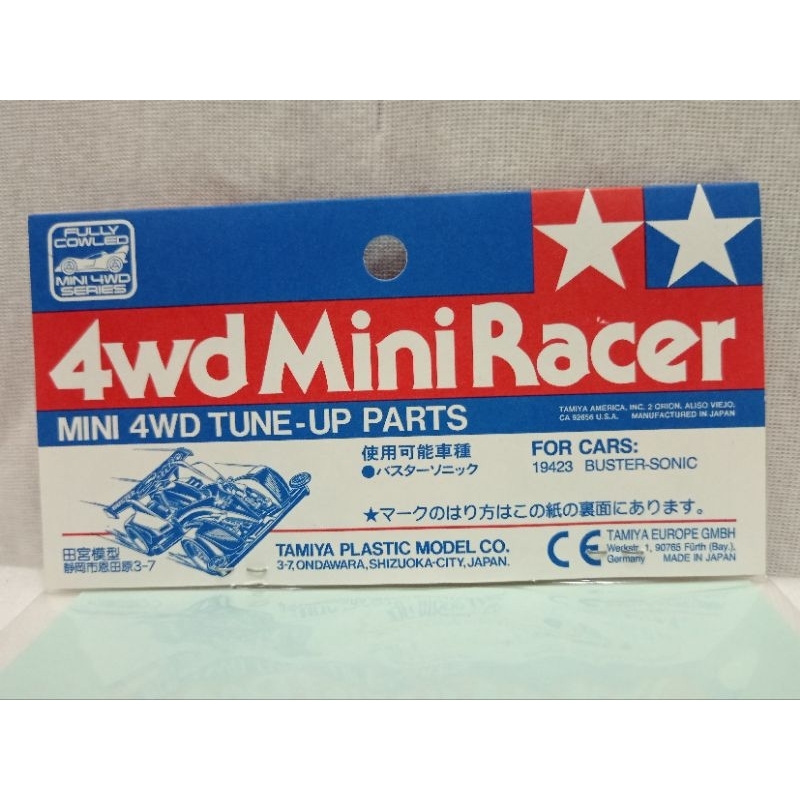 FULLY
COWLED
MINI 4WD
SERIES
4wd Mini Racer
MINI 4WD TUNE-UP PARTS
TAMIYA AMERICA, INC. 2 ORION, ALISO VIEJO,
CA 92656 U.S.A. MANUFACTURED IN JAPAN
使用可能車種
●バスターソニック
FOR CARS:
19423 BUSTER-SONIC
★マークのはり方はこの紙の裏面にあります。
田宮模型
静岡市恩田原3-7
TAMIYA PLASTIC MODEL CO.
3-7, ONDAWARA, SHIZUOKA-CITY, JAPAN.
CE
TAMIYA EUROPE GMBH
Werkstr. 1, 90765 Fürth (Bay.),
Germany MADE IN JAPAN